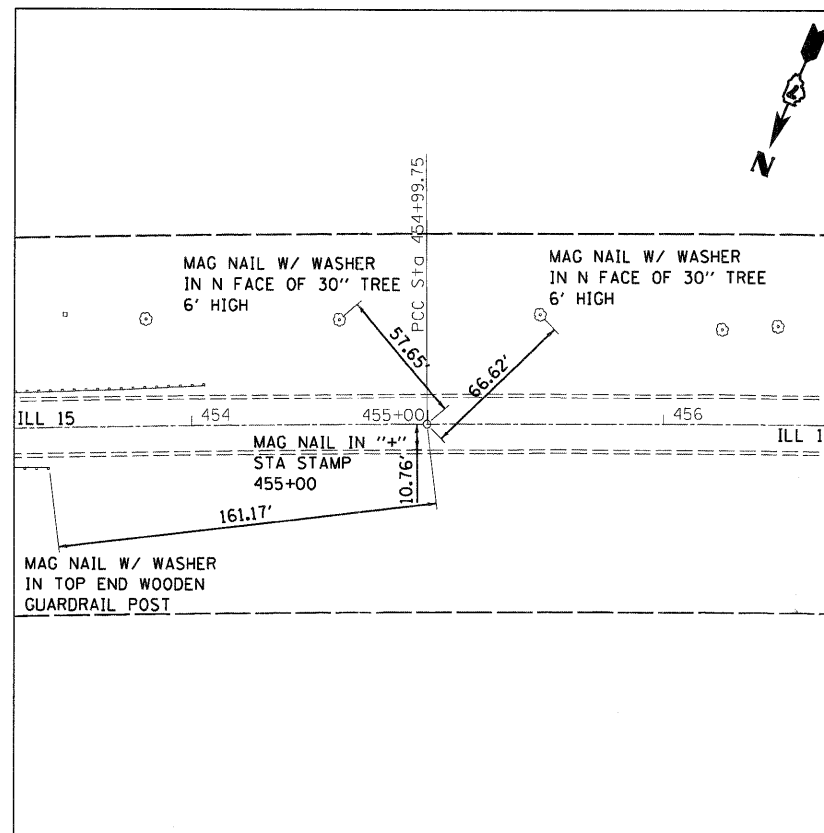 N
PCC Sta 454+99.75
MAG NAIL W/ WASHER
IN N FACE OF 30" TREE
6' HIGH
MAG NAIL W/ WASHER
IN N FACE OF 30" TREE
6' HIGH
57.65'
66.62'
ILL 15
454
455+00
456
ILL 1
MAG NAIL IN "+"
STA STAMP
455+00
10.76'
161.17'
MAG NAIL W/ WASHER
IN TOP END WOODEN
GUARDRAIL POST